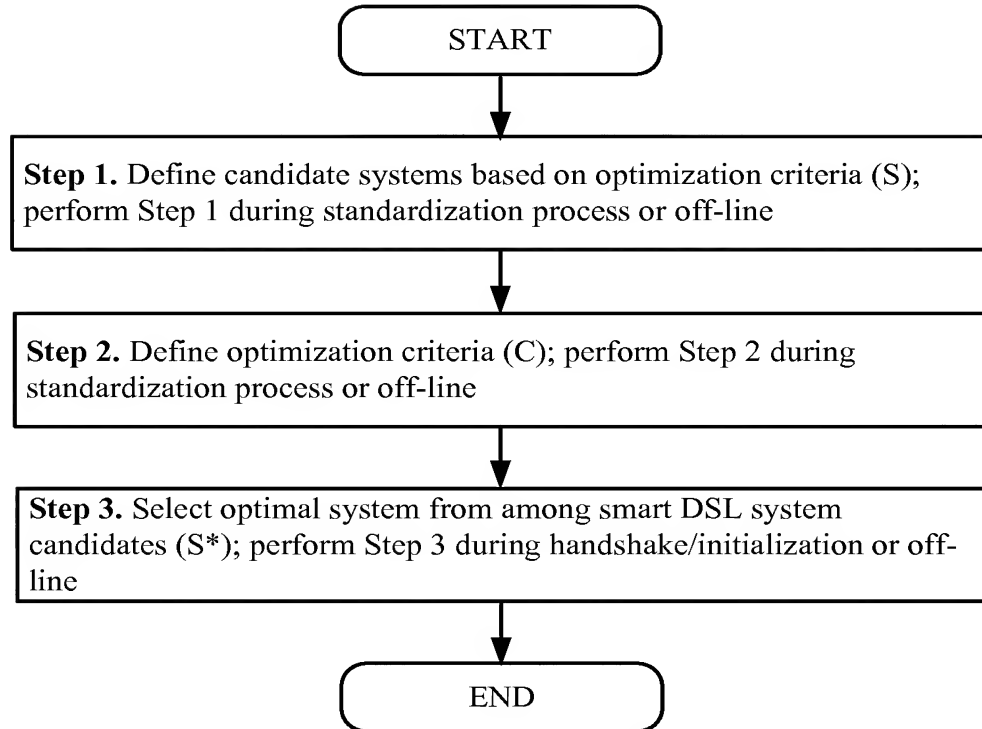 START
Step 1. Define candidate systems based on optimization criteria (S);
perform Step 1 during standardization process or off-line
Step 2. Define optimization criteria (C); perform Step 2 during
standardization process or off-line
Step 3. Select optimal system from among smart DSL system
candidates (S*); perform Step 3 during handshake/initialization or off-
line
END